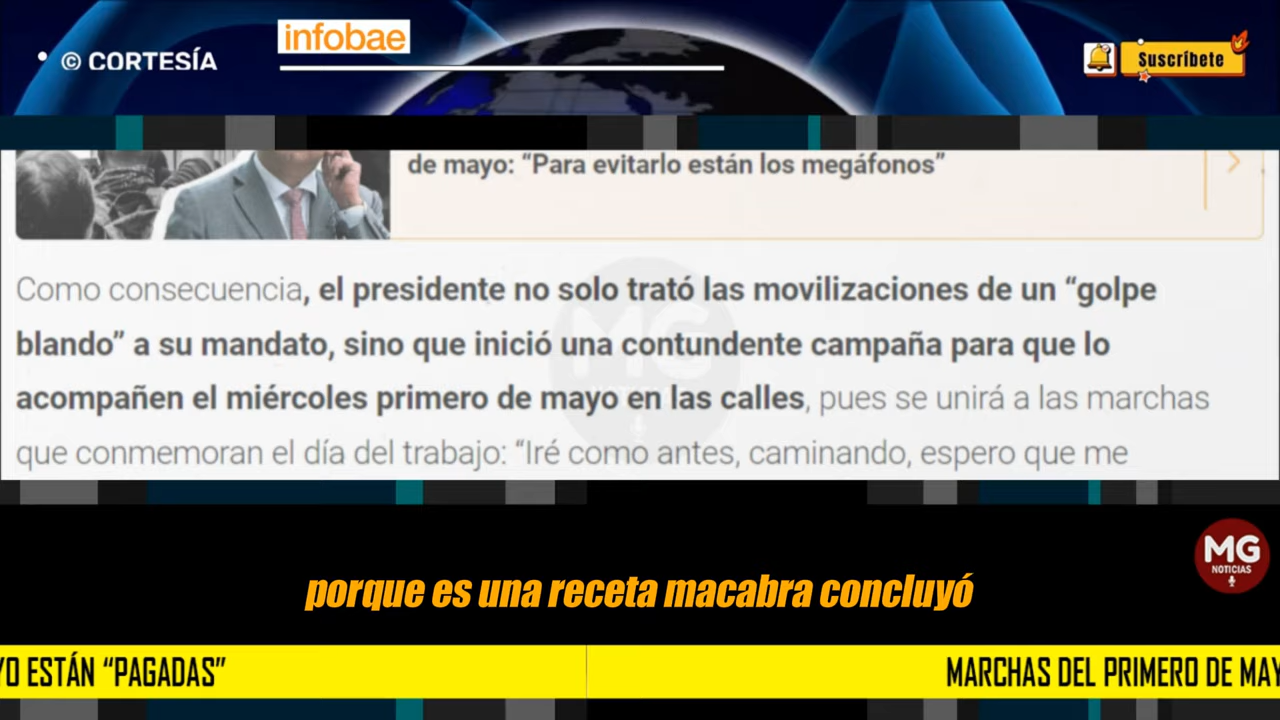 © CORTESÍA
infobae
Suscríbete
de mayo: “Para evitarlo están los megáfonos”
Como consecuencia, el presidente no solo trató las movilizaciones de un “golpe
blando” a su mandato, sino que inició una contundente campaña para que lo
acompañen el miércoles primero de mayo en las calles, pues se unirá a las marchas
que conmemoran el día del trabajo: “Iré como antes, caminando, espero que me
MG
NOTICIAS
porque es una receta macabra concluyó
YO ESTÁN “PAGADAS”
MARCHAS DEL PRIMERO DE MAY